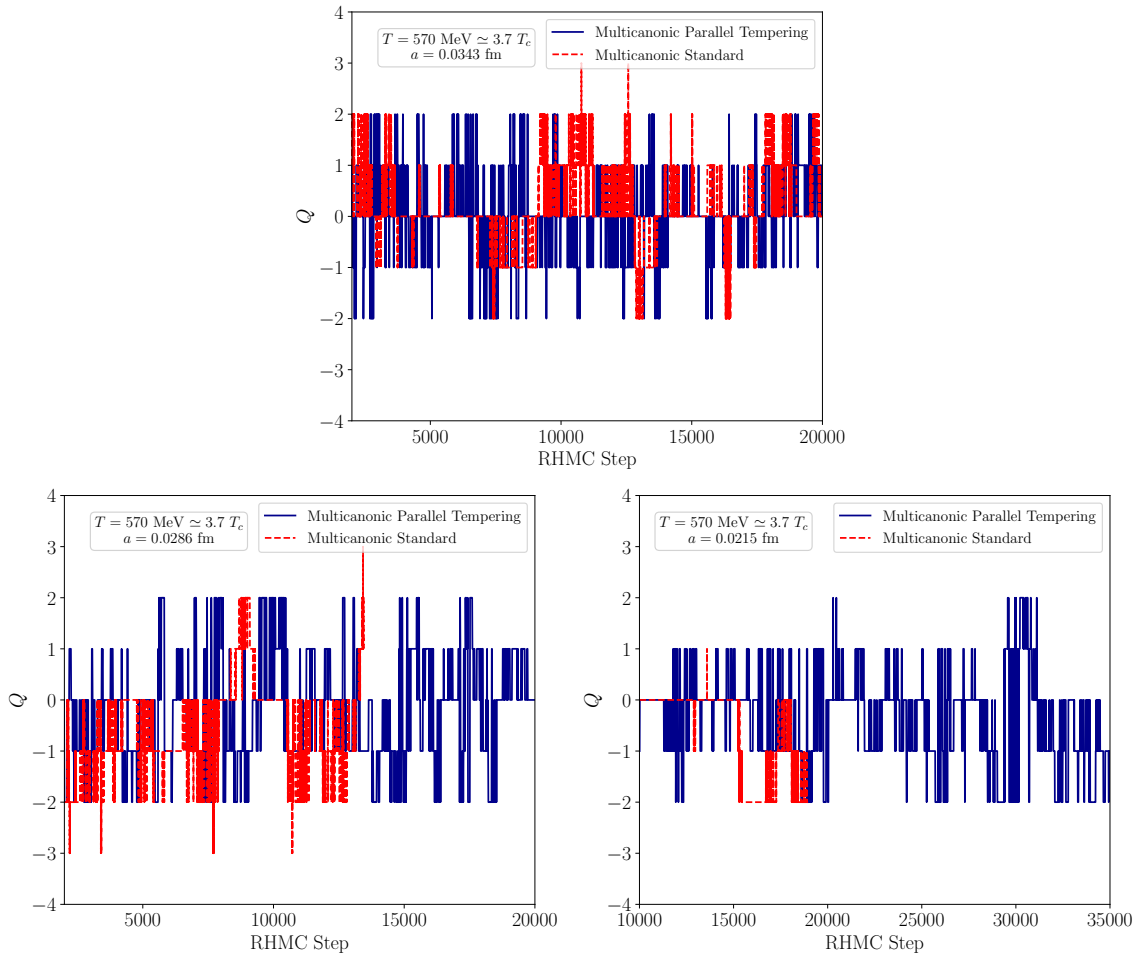 4
3
2
1
0
−1
−2
−3
−4
Q
T = 570 MeV ≃ 3.7 T_c
a = 0.0343 fm
Multicanonic Parallel Tempering
Multicanonic Standard
5000 10000 15000 20000
RHMC Step
4
3
2
1
0
−1
−2
−3
−4
Q
T = 570 MeV ≃ 3.7 T_c
a = 0.0286 fm
Multicanonic Parallel Tempering
Multicanonic Standard
5000 10000 15000 20000
RHMC Step
4
3
2
1
0
−1
−2
−3
−4
Q
T = 570 MeV ≃ 3.7 T_c
a = 0.0215 fm
Multicanonic Parallel Tempering
Multicanonic Standard
10000 15000 20000 25000 30000 35000
RHMC Step